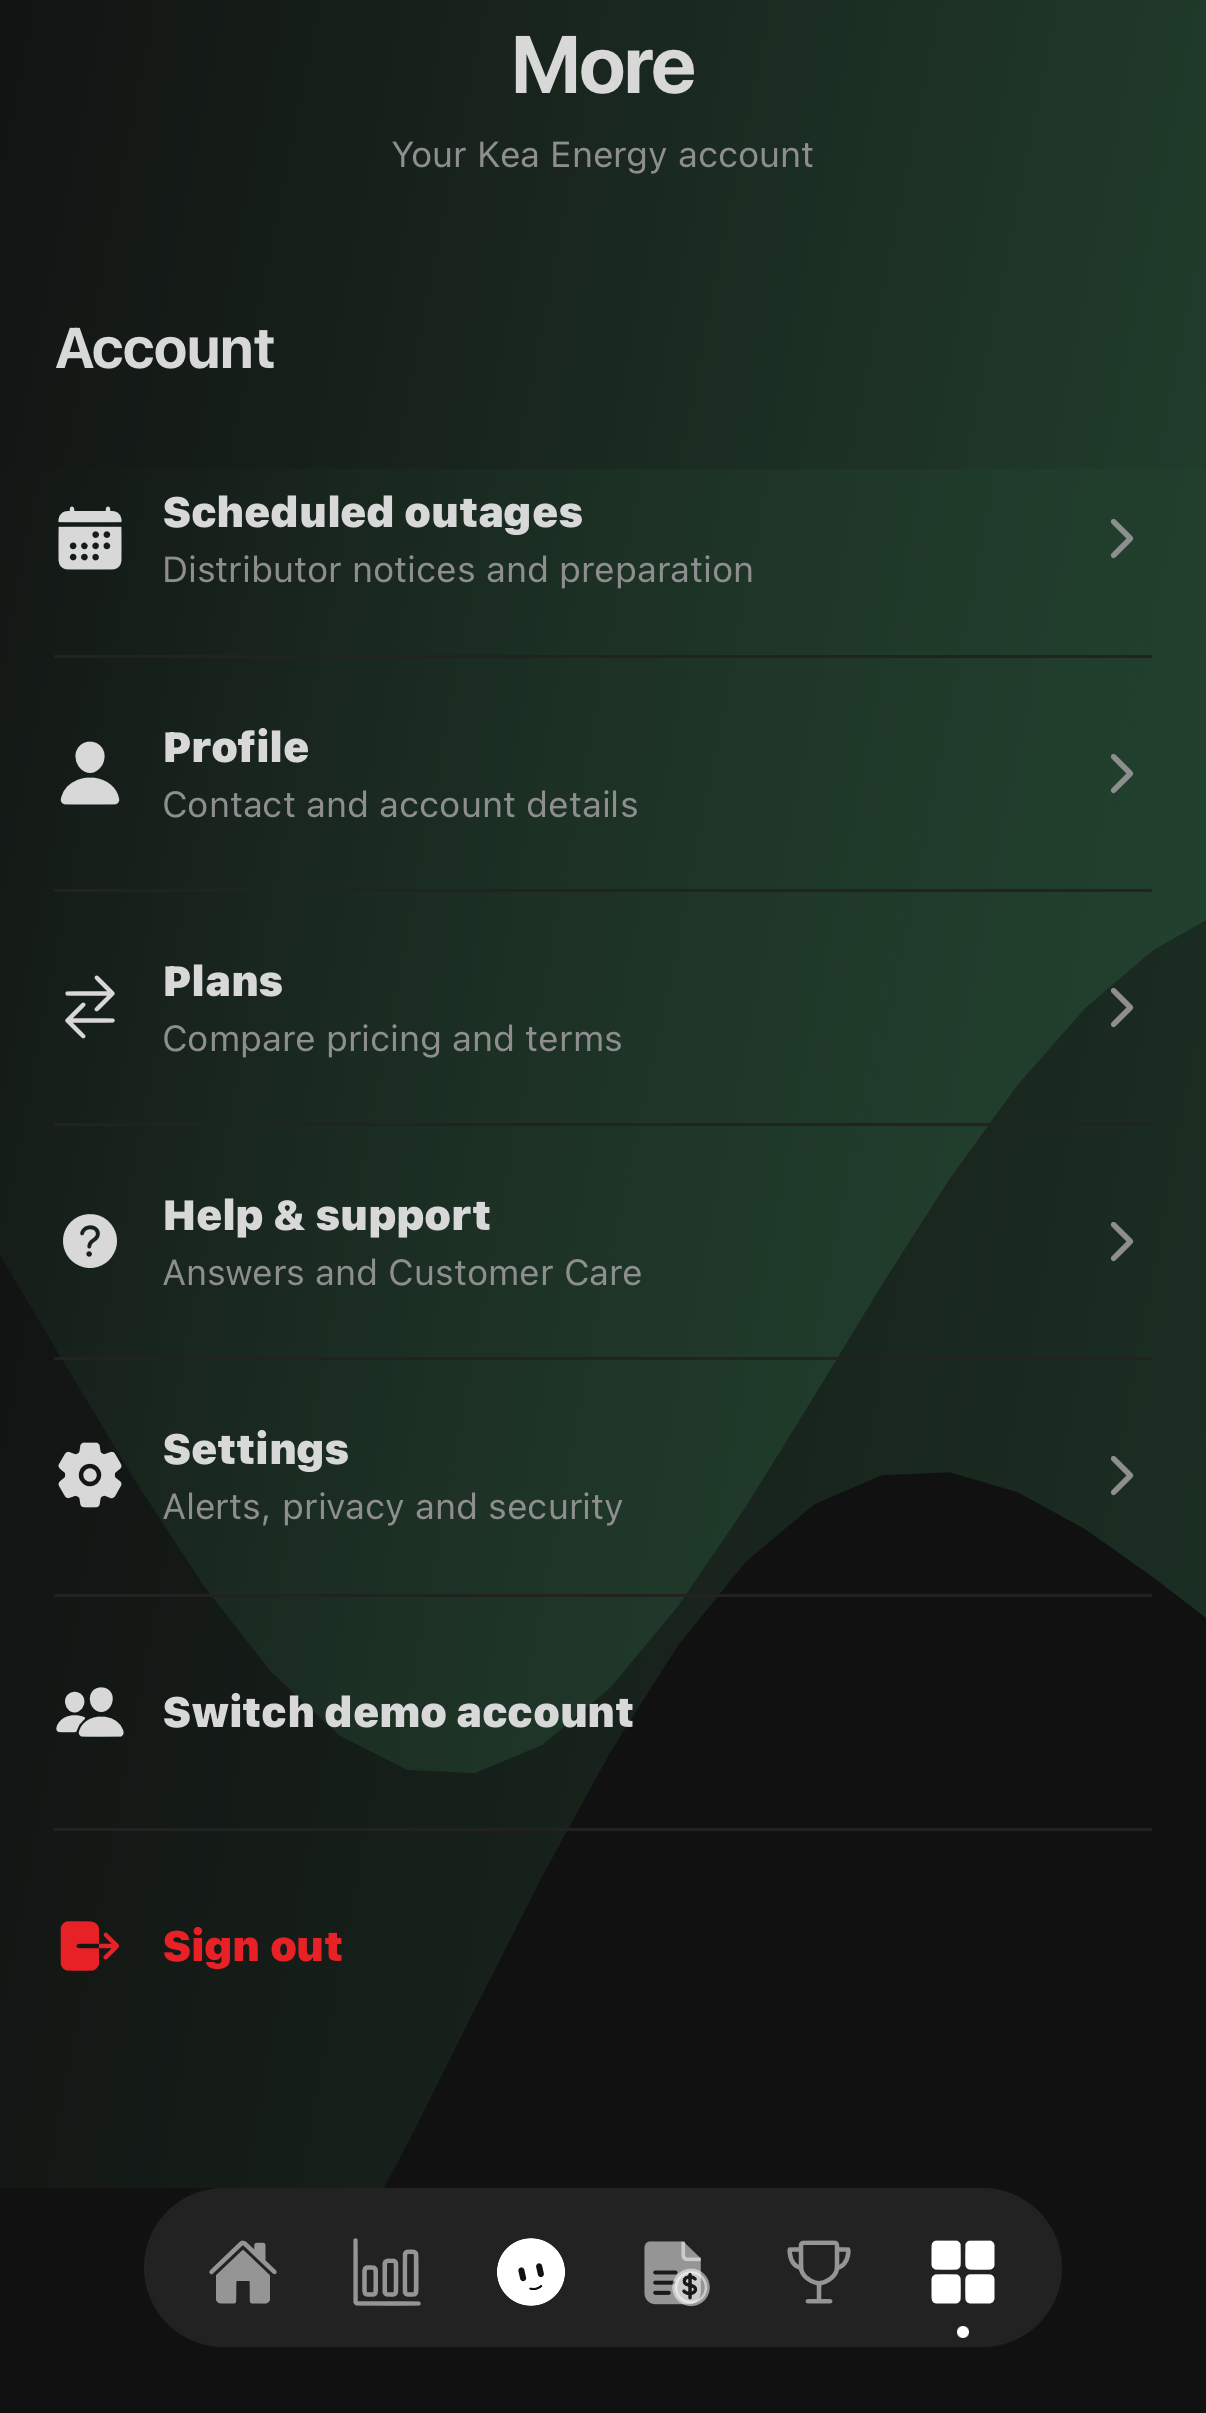 More
Your Kea Energy account
Account
Scheduled outages
Distributor notices and preparation
Profile
Contact and account details
Plans
Compare pricing and terms
Help & support
Answers and Customer Care
Settings
Alerts, privacy and security
Switch demo account
Sign out